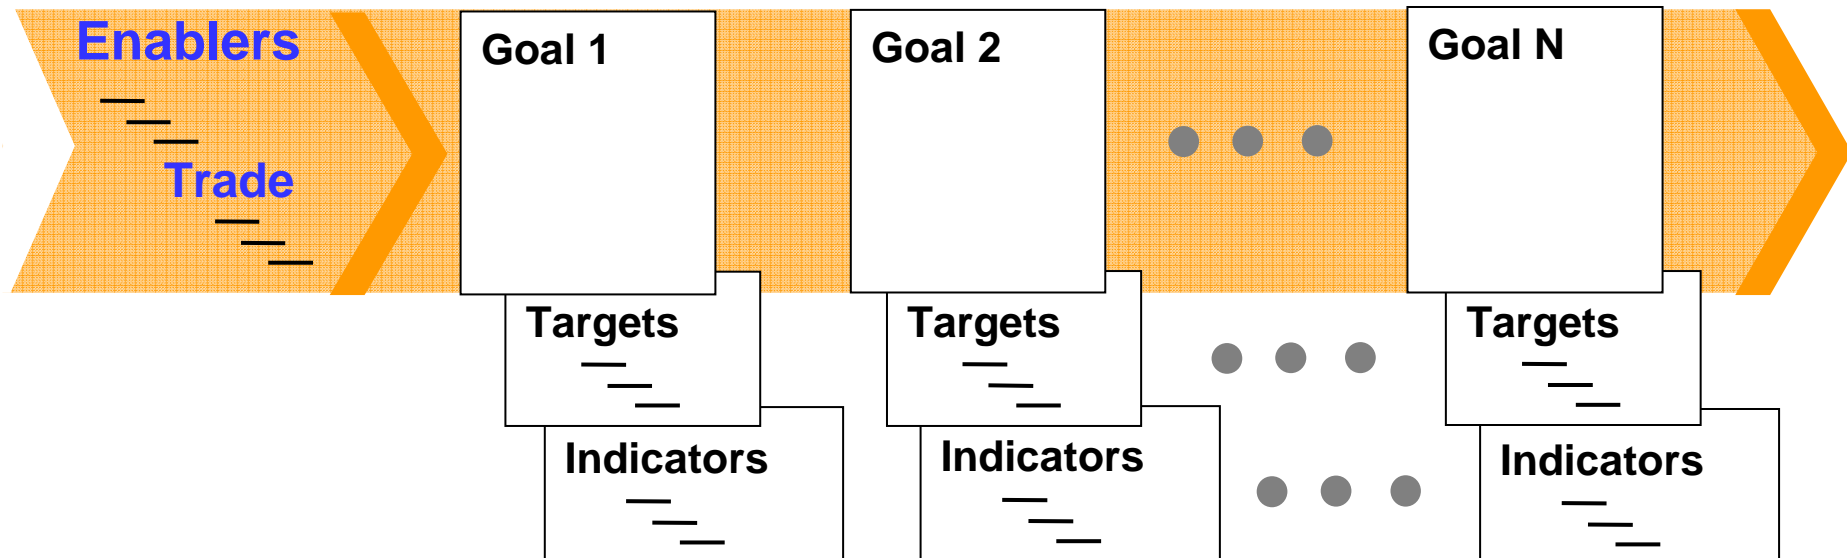 Enablers
Trade
Goal 1
Goal 2
Goal N
Targets
Targets
Targets
Indicators
Indicators
Indicators